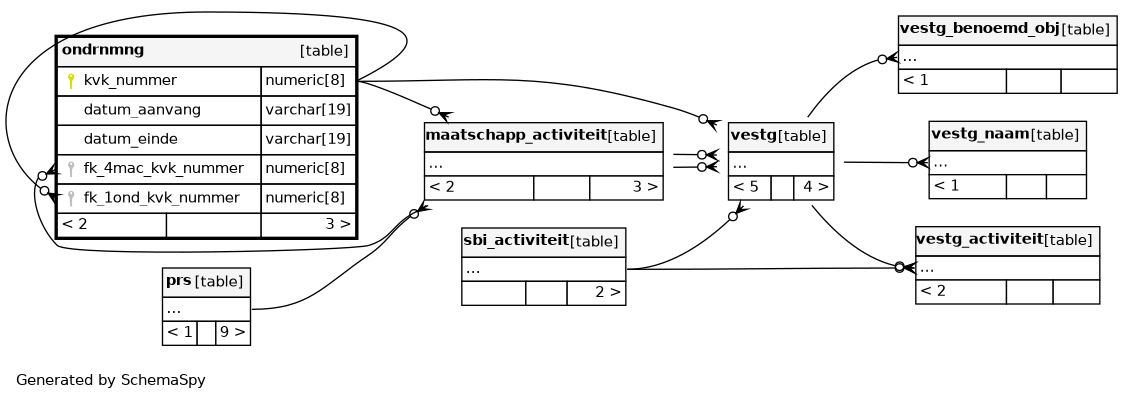 ondrnmng [table]
kvk_nummer numeric[8]
datum_aanvang varchar[19]
datum_einde varchar[19]
fk_4mac_kvk_nummer numeric[8]
fk_1ond_kvk_nummer numeric[8]
< 2 3 >
prs [table]
...
< 1 9 >
maatschapp_activiteit[table]
...
< 2 3 >
sbi_activiteit[table]
...
2 >
vestg[table]
...
< 5 4 >
vestg_benoemd_obj[table]
...
< 1
vestg_naam[table]
...
< 1
vestg_activiteit[table]
...
< 2
Generated by SchemaSpy